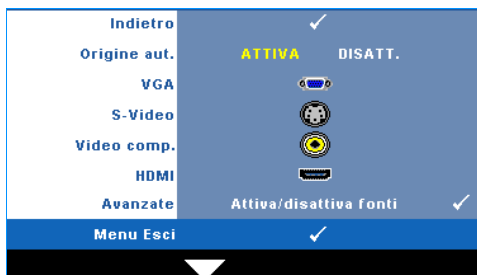 Indietro
Origine aut. ATTIVA DISATT.
VGA
S-Video
Video comp.
HDMI
Avanzate Attiva/disattiva fonti
Menu Esci